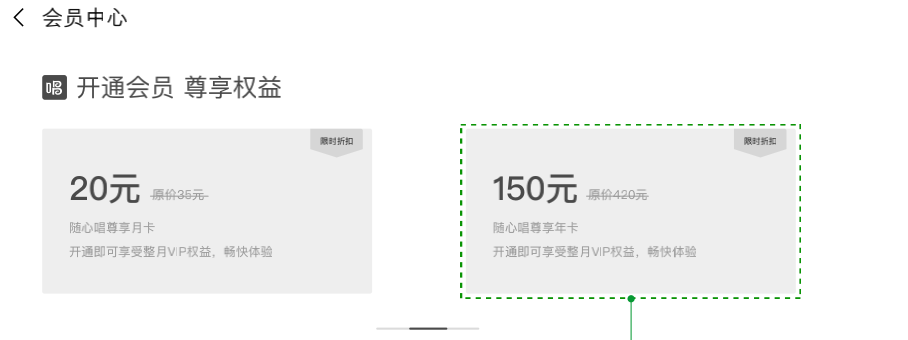 会员中心
唱 开通会员 尊享权益
限时折扣
20元 原价35元
随心唱尊享月卡
开通即可享受整月VIP权益，畅快体验
限时折扣
150元 原价420元
随心唱尊享年卡
开通即可享受整月VIP权益，畅快体验